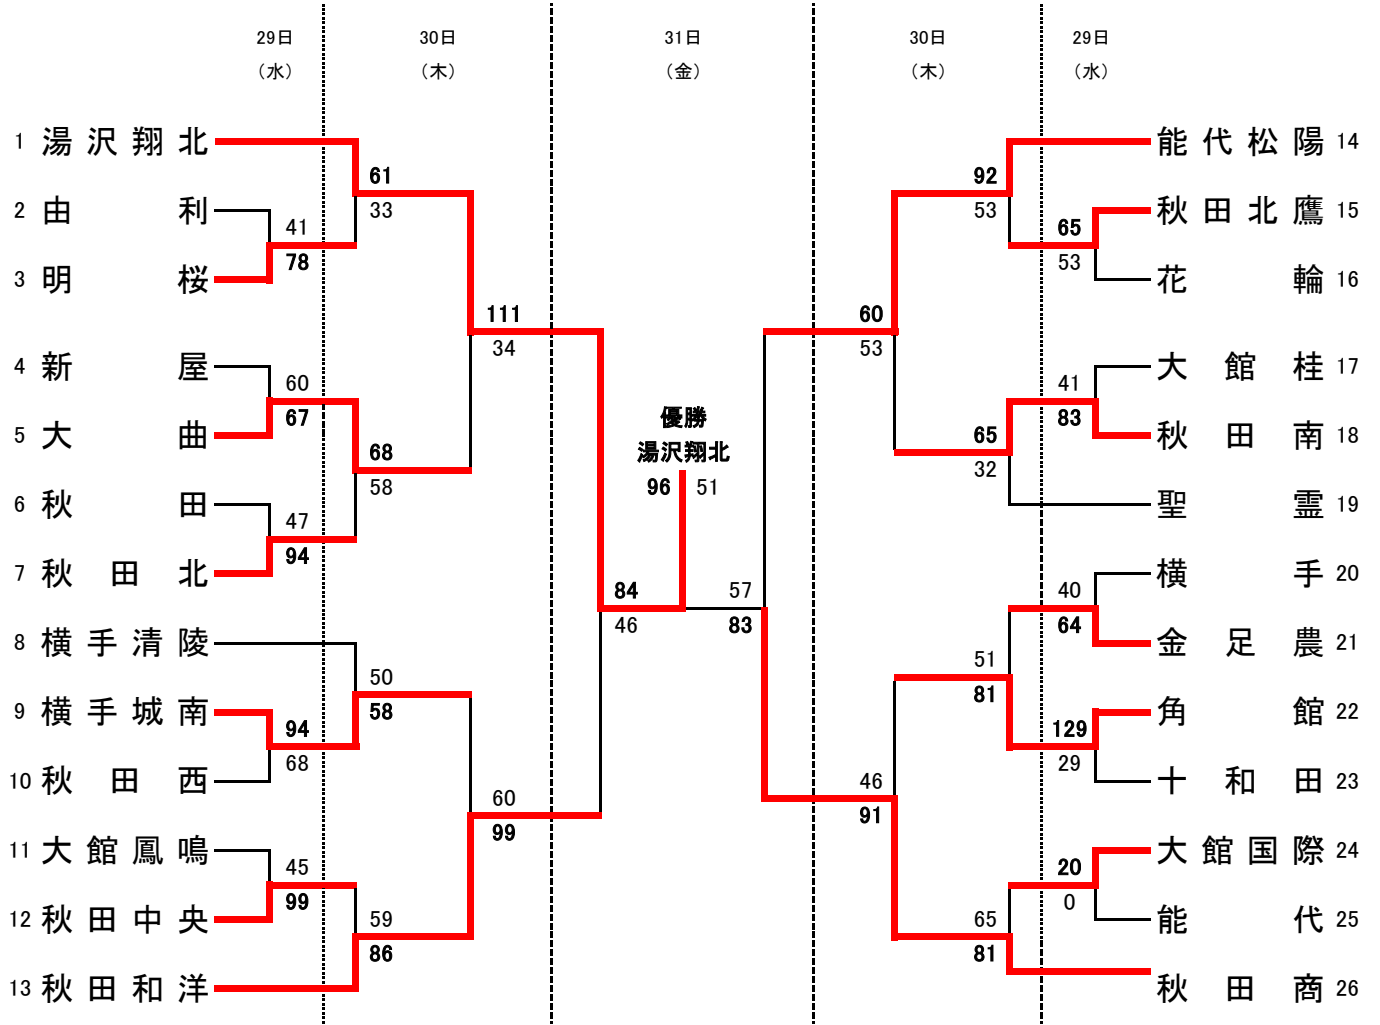 29日 30日 31日 30日 29日
（水） （木） （金） （木） （水）
1 湯沢翔北 能代松陽 14
61 92
2 由利 33 53 秋田北鷹 15
41 65
78 53
3 明桜 花輪 16
111 60
34 53
4 新屋 大館桂 17
60 41
67 優勝 83
5 大曲 秋田南 18
68 湯沢翔北 65
58 96 51 32
6 秋田 聖霊 19
47
94
7 秋田北 横手 20
84 57 40
46 83 64
8 横手清陵 金足農 21
50 51
58 81
9 横手城南 角館 22
94 129
68 29
10 秋田西 十和田 23
60 46
99 91
11 大館鳳鳴 大館国際 24
45 20
99 0
12 秋田中央 能代 25
59 65
86 81
13 秋田和洋 秋田商 26